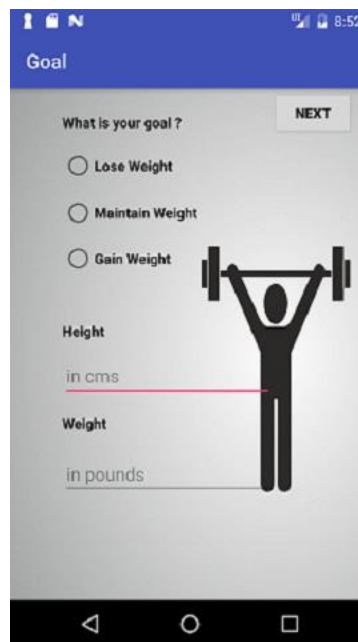 8:52
Goal
NEXT
What is your goal ?
Lose Weight
Maintain Weight
Gain Weight
Height
in cms
Weight
in pounds